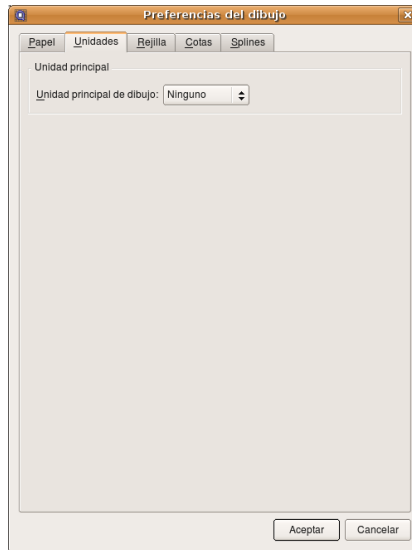 Preferencias del dibujo
Papel Unidades Rejilla Cotas Splines
Unidad principal
Unidad principal de dibujo: Ninguno
Aceptar Cancelar